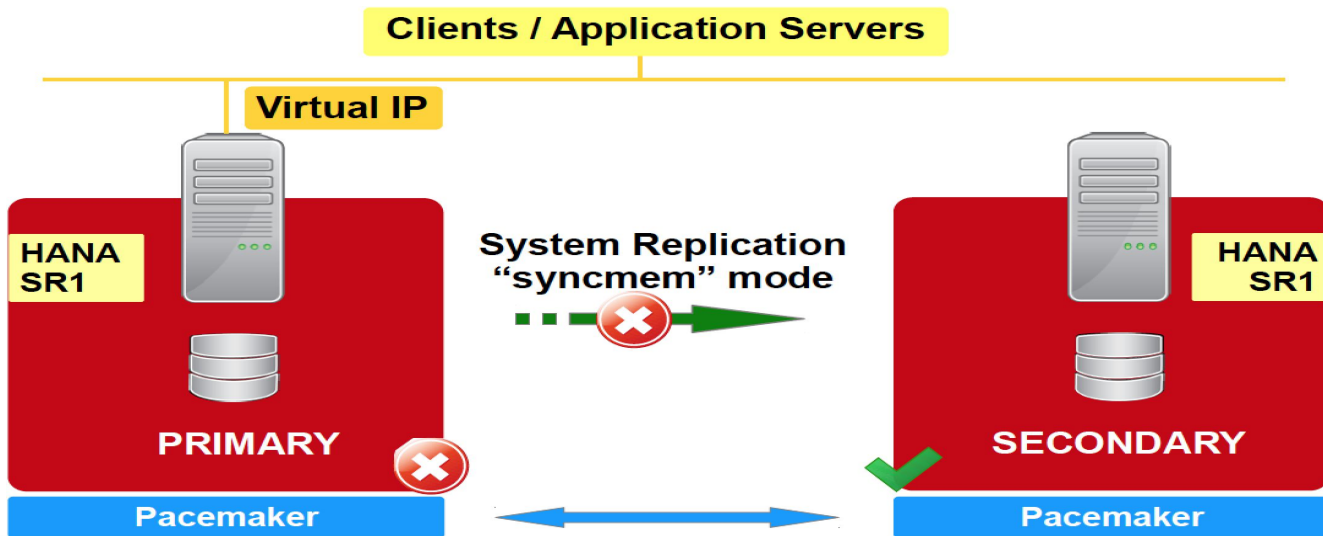 Clients / Application Servers
Virtual IP
HANA
SR1
System Replication
“syncmem” mode
HANA
SR1
PRIMARY
SECONDARY
Pacemaker
Pacemaker